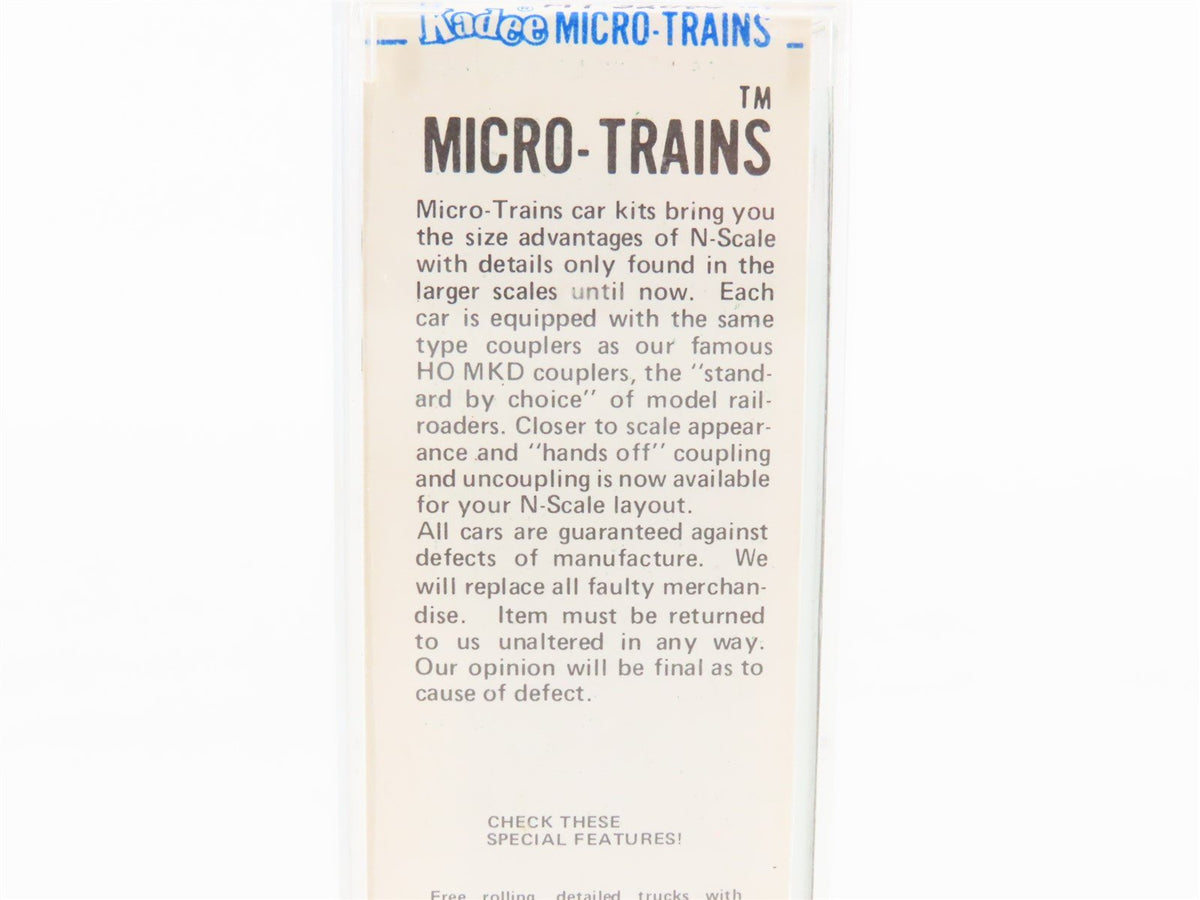 Kadee MICRO-TRAINS
TM
MICRO-TRAINS
Micro-Trains car kits bring you
the size advantages of N-Scale
with details only found in the
larger scales until now. Each
car is equipped with the same
type couplers as our famous
HO MKD couplers, the "stand-
ard by choice" of model rail-
roaders. Closer to scale appear-
ance and "hands off" coupling
and uncoupling is now available
for your N-Scale layout.
All cars are guaranteed against
defects of manufacture. We
will replace all faulty merchan-
dise. Item must be returned
to us unaltered in any way.
Our opinion will be final as to
cause of defect.
CHECK THESE
SPECIAL FEATURES!
Free rolling, detailed trucks with